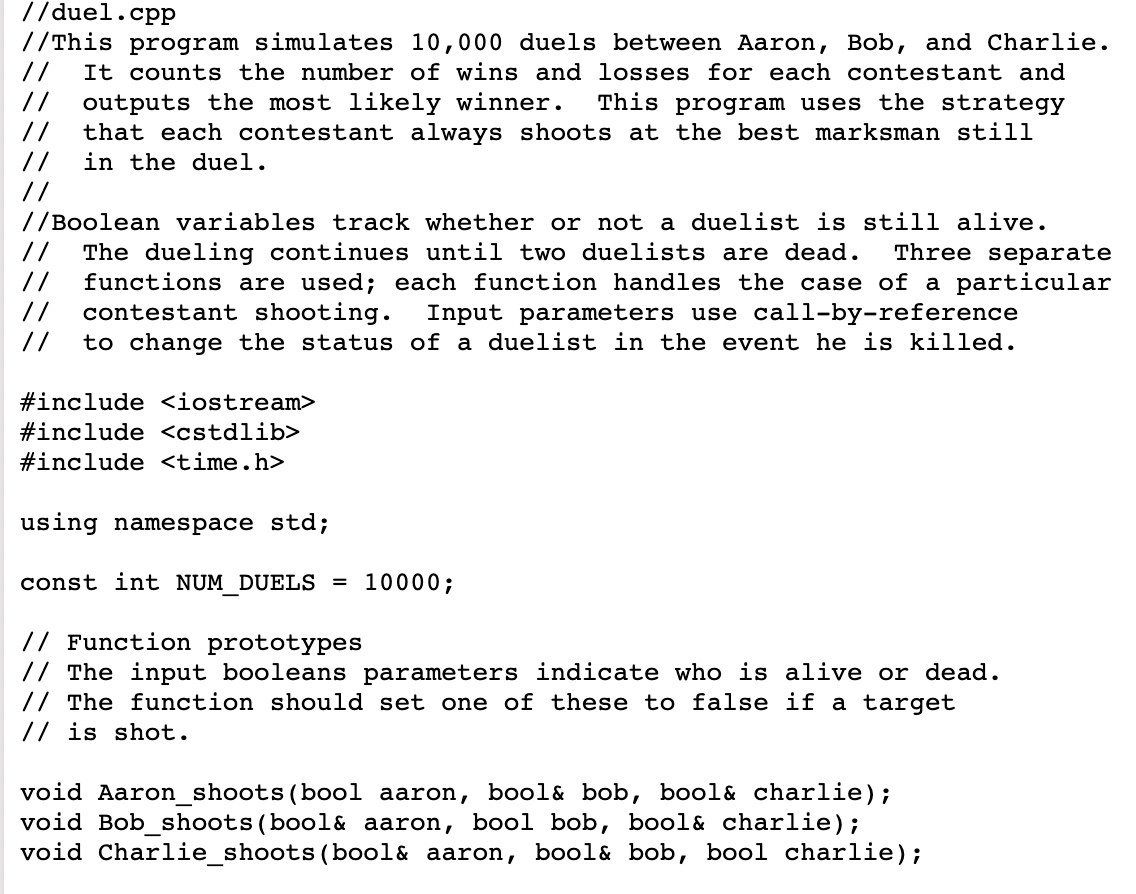 //duel.cpp
//This program simulates 10,000 duels between Aaron, Bob, and Charlie.
//  It counts the number of wins and losses for each contestant and
//  outputs the most likely winner.  This program uses the strategy
//  that each contestant always shoots at the best marksman still
//  in the duel.
//
//Boolean variables track whether or not a duelist is still alive.
//  The dueling continues until two duelists are dead.  Three separate
//  functions are used; each function handles the case of a particular
//  contestant shooting.  Input parameters use call-by-reference
//  to change the status of a duelist in the event he is killed.

#include <iostream>
#include <cstdlib>
#include <time.h>

using namespace std;

const int NUM_DUELS = 10000;

// Function prototypes
// The input booleans parameters indicate who is alive or dead.
// The function should set one of these to false if a target
// is shot.

void Aaron_shoots(bool aaron, bool& bob, bool& charlie);
void Bob_shoots(bool& aaron, bool bob, bool& charlie);
void Charlie_shoots(bool& aaron, bool& bob, bool charlie);